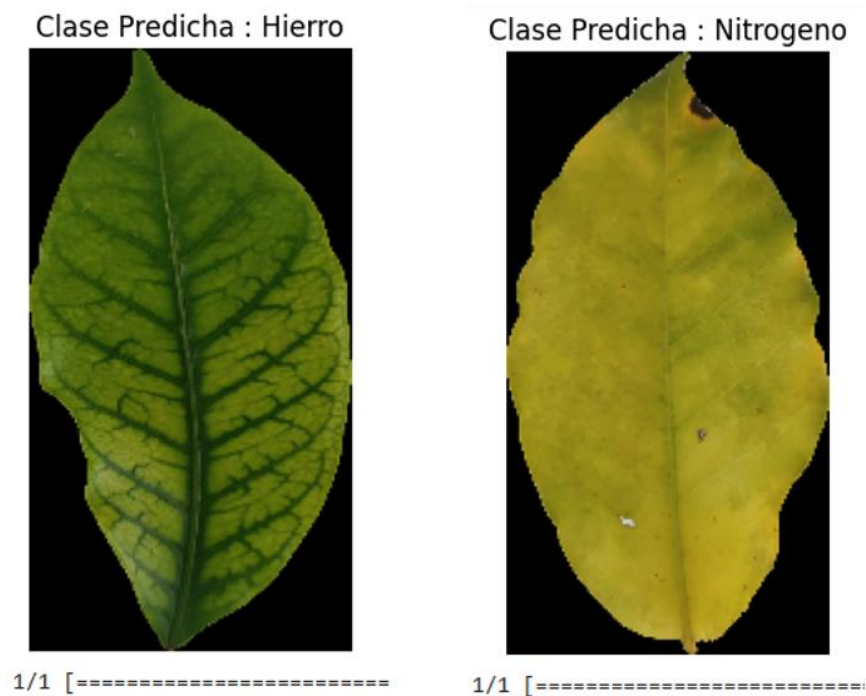 Clase Predicha : Hierro
Clase Predicha : Nitrogeno
1/1 [=========================
1/1 [==========================